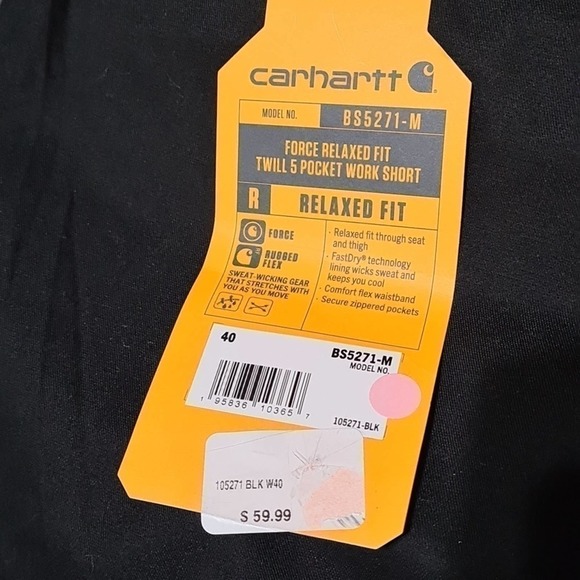 carhartt
MODEL NO. BS5271-M
FORCE RELAXED FIT
TWILL 5 POCKET WORK SHORT
R RELAXED FIT
FORCE
RUGGED
FLEX
SWEAT-WICKING GEAR
THAT STRETCHES WITH
YOU AS YOU MOVE
· Relaxed fit through seat
and thigh
· FastDry® technology
lining wicks sweat and
keeps you cool
· Comfort flex waistband
· Secure zippered pockets
40
BS5271-M
MODEL NO.
1 95836 10365 7
105271-BLK
105271 BLK W40
$ 59.99